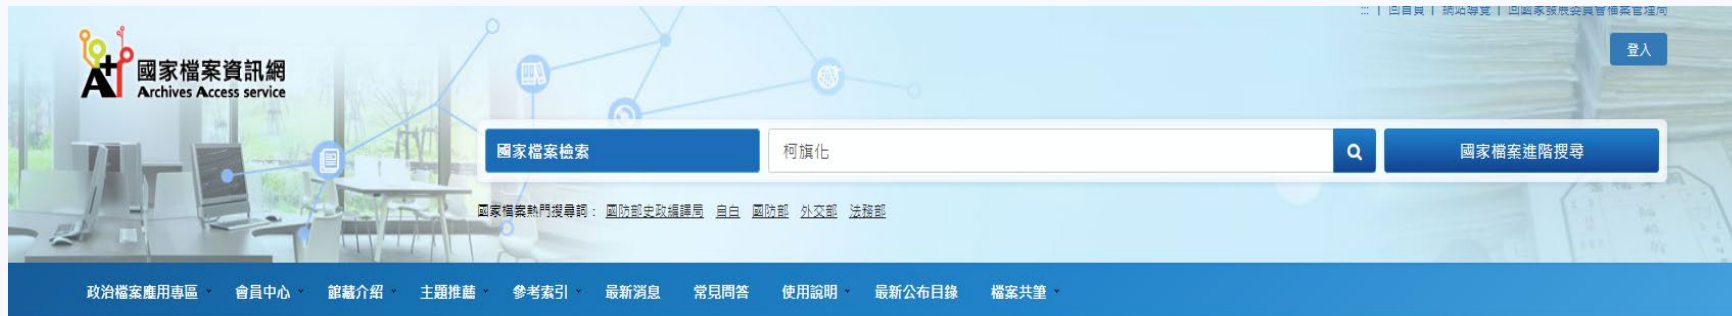 ::: | 回首頁 | 網站導覽 | 回國家發展委員會檔案管理局
登入
A+
國家檔案資訊網
Archives Access service
國家檔案檢索
柯旗化
國家檔案進階搜尋
國家檔案熱門搜尋詞： 國防部史政編譯局 自白 國防部 外交部 法務部
政治檔案應用專區 會員中心 館藏介紹 主題推薦 參考索引 最新消息 常見問答 使用說明 最新公布目錄 檔案共筆